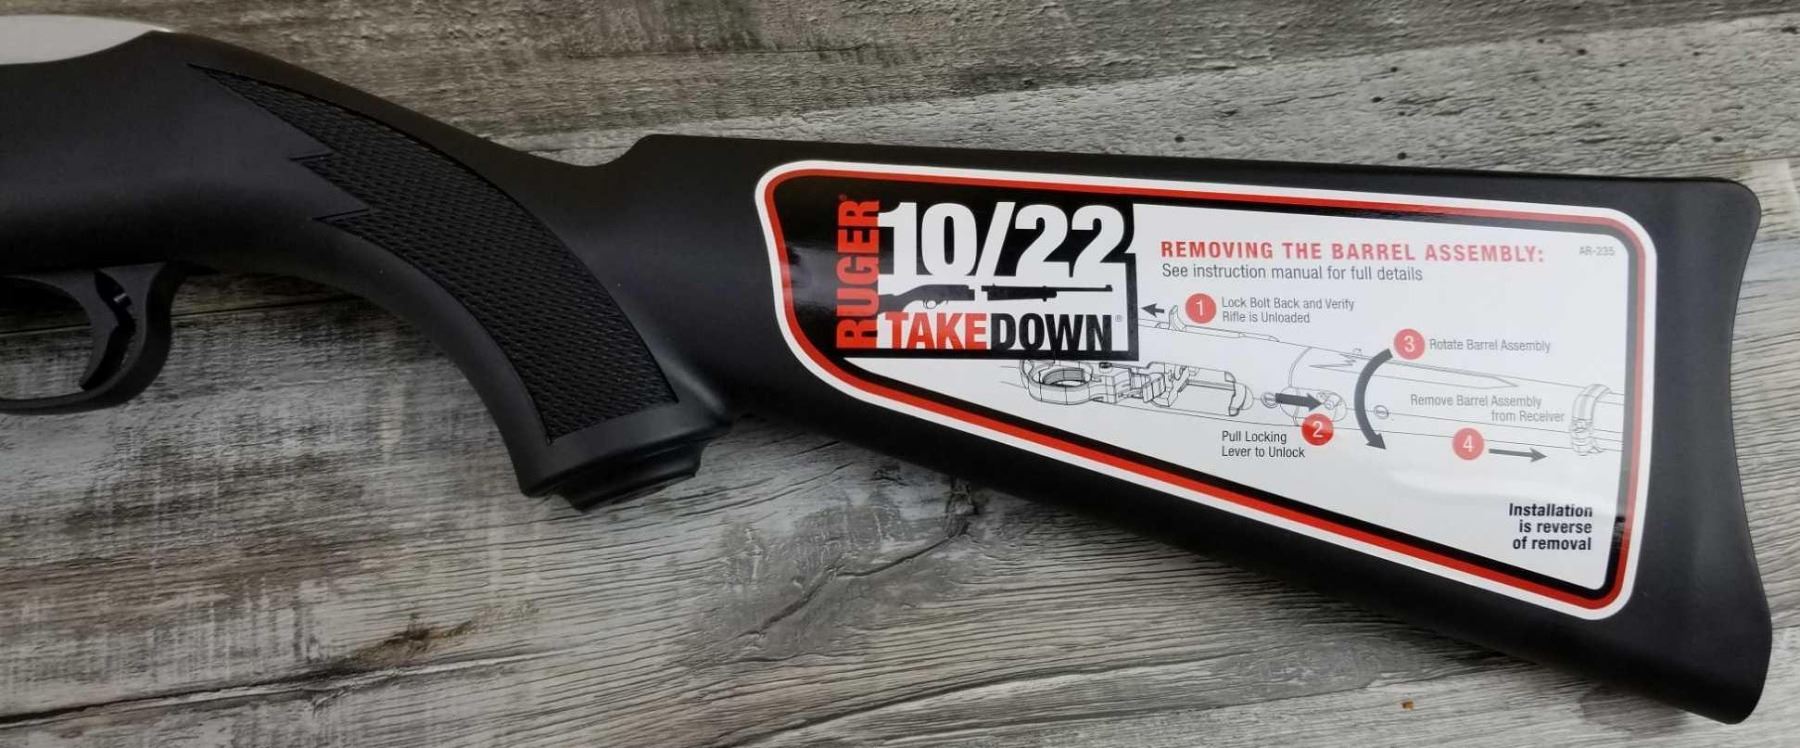 RUGER®
10/22
TAKEDOWN®
REMOVING THE BARREL ASSEMBLY:
AR-235
See instruction manual for full details
1
Lock Bolt Back and Verify
Rifle is Unloaded
3
Rotate Barrel Assembly
Remove Barrel Assembly
from Receiver
2
Pull Locking
Lever to Unlock
4
Installation
is reverse
of removal